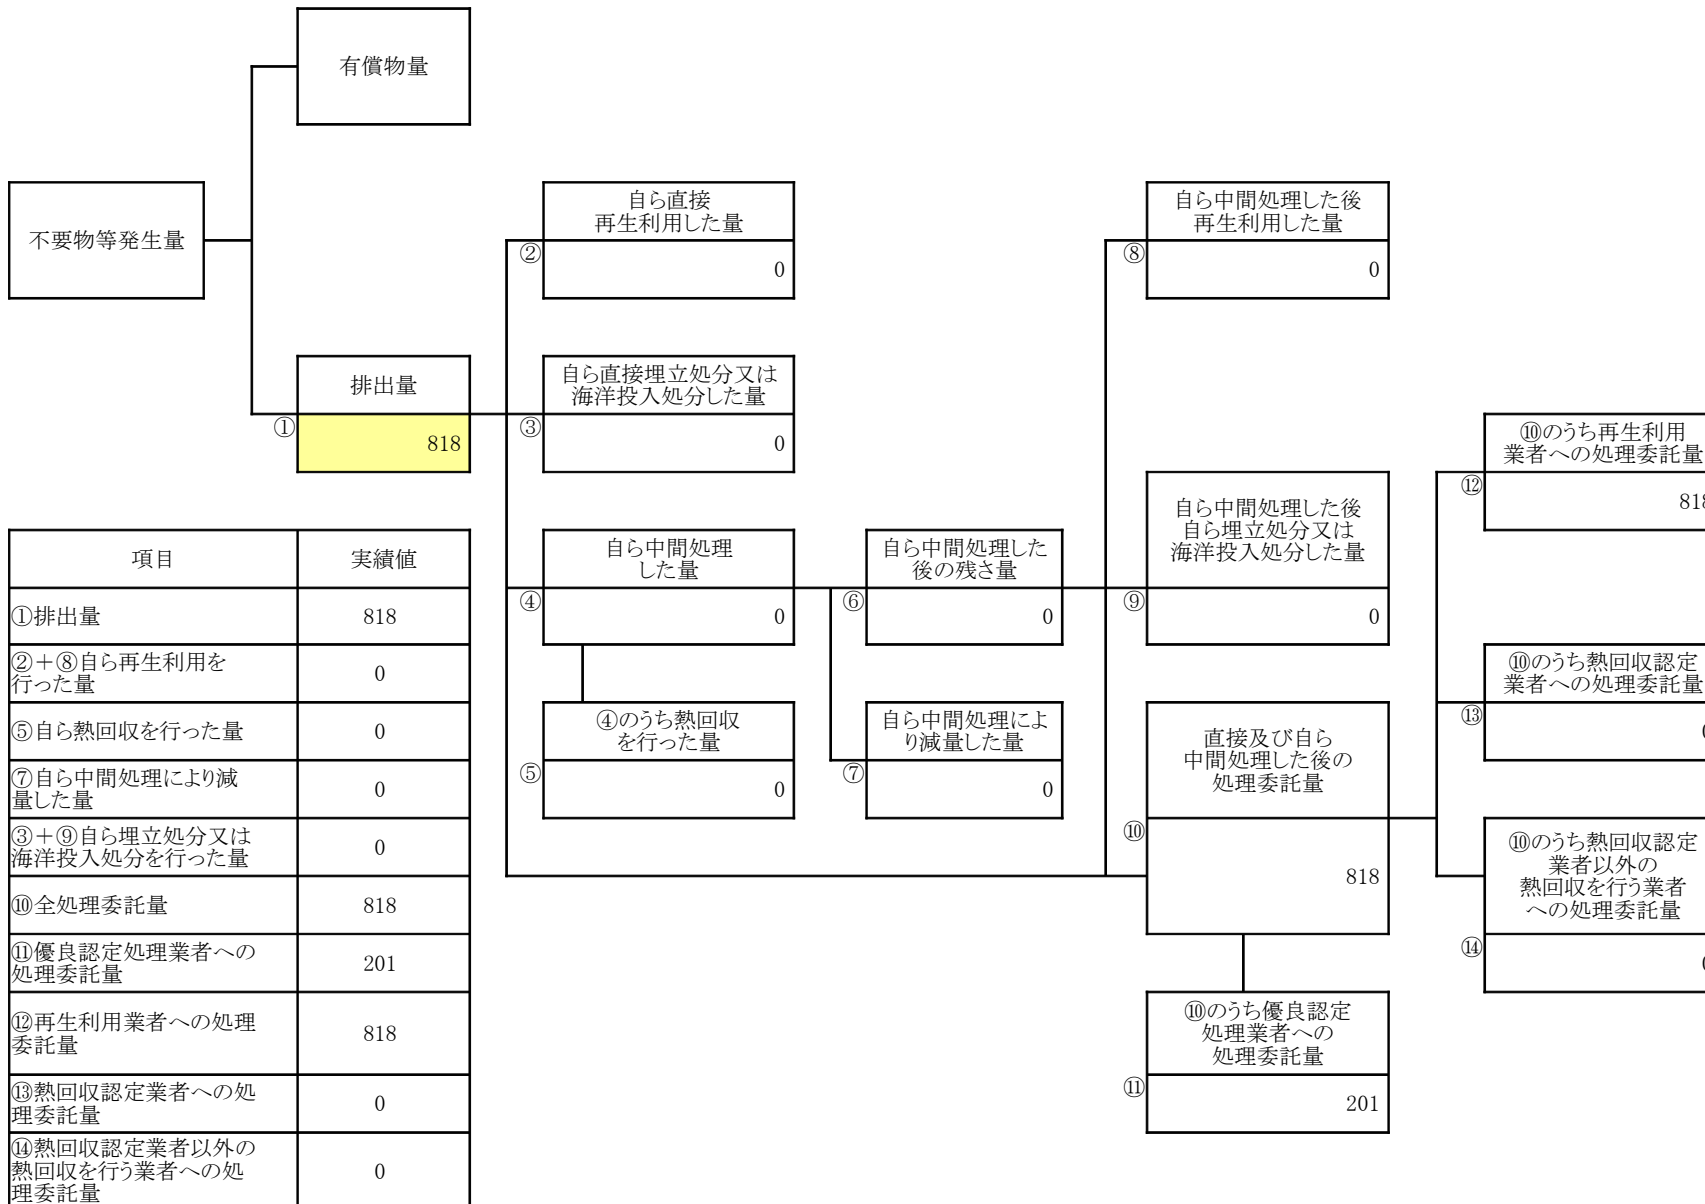 有償物量
不要物等発生量
自ら直接
再生利用した量
②
0
自ら中間処理した後
再生利用した量
⑧
0
排出量
①
818
自ら直接埋立処分又は
海洋投入処分した量
③
0
⑩のうち再生利用
業者への処理委託量
⑫
818
自ら中間処理
した量
④
0
自ら中間処理した
後の残さ量
⑥
0
自ら中間処理した後
自ら埋立処分又は
海洋投入処分した量
⑨
0
⑩のうち熱回収認定
業者への処理委託量
⑬
0
④のうち熱回収
を行った量
⑤
0
自ら中間処理によ
り減量した量
⑦
0
直接及び自ら
中間処理した後の
処理委託量
⑩
818
⑩のうち熱回収認定
業者以外の
熱回収を行う業者
への処理委託量
⑭
0
⑩のうち優良認定
処理業者への
処理委託量
⑪
201
項目 実績値
①排出量 818
②+⑧自ら再生利用を
行った量 0
⑤自ら熱回収を行った量 0
⑦自ら中間処理により減
量した量 0
③+⑨自ら埋立処分又は
海洋投入処分を行った量 0
⑩全処理委託量 818
⑪優良認定処理業者への
処理委託量 201
⑫再生利用業者への処理
委託量 818
⑬熱回収認定業者への処
理委託量 0
⑭熱回収認定業者以外の
熱回収を行う業者への処
理委託量 0